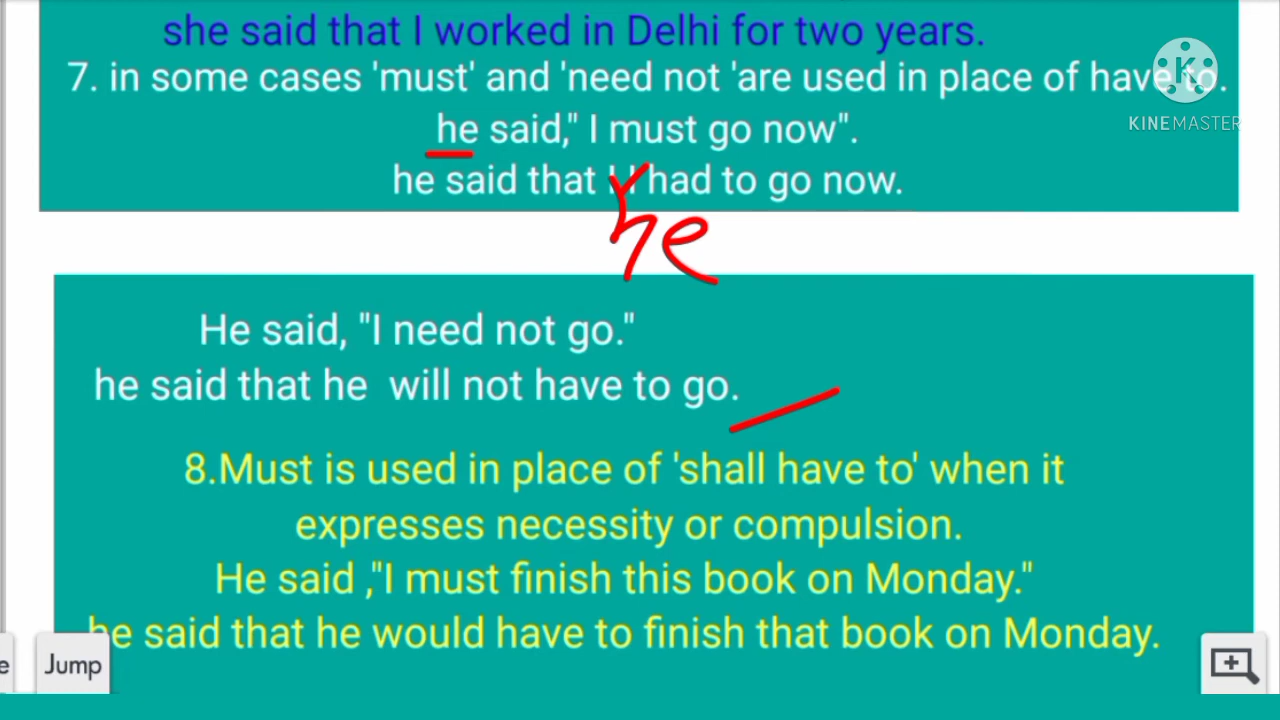 she said that I worked in Delhi for two years.
7. in some cases 'must' and 'need not 'are used in place of have to.
KINEMASTER
he said," I must go now".
he said that I I had to go now.
he
He said, "I need not go."
he said that he will not have to go.
8.Must is used in place of 'shall have to' when it
expresses necessity or compulsion.
He said ,"I must finish this book on Monday."
he said that he would have to finish that book on Monday.
e
Jump